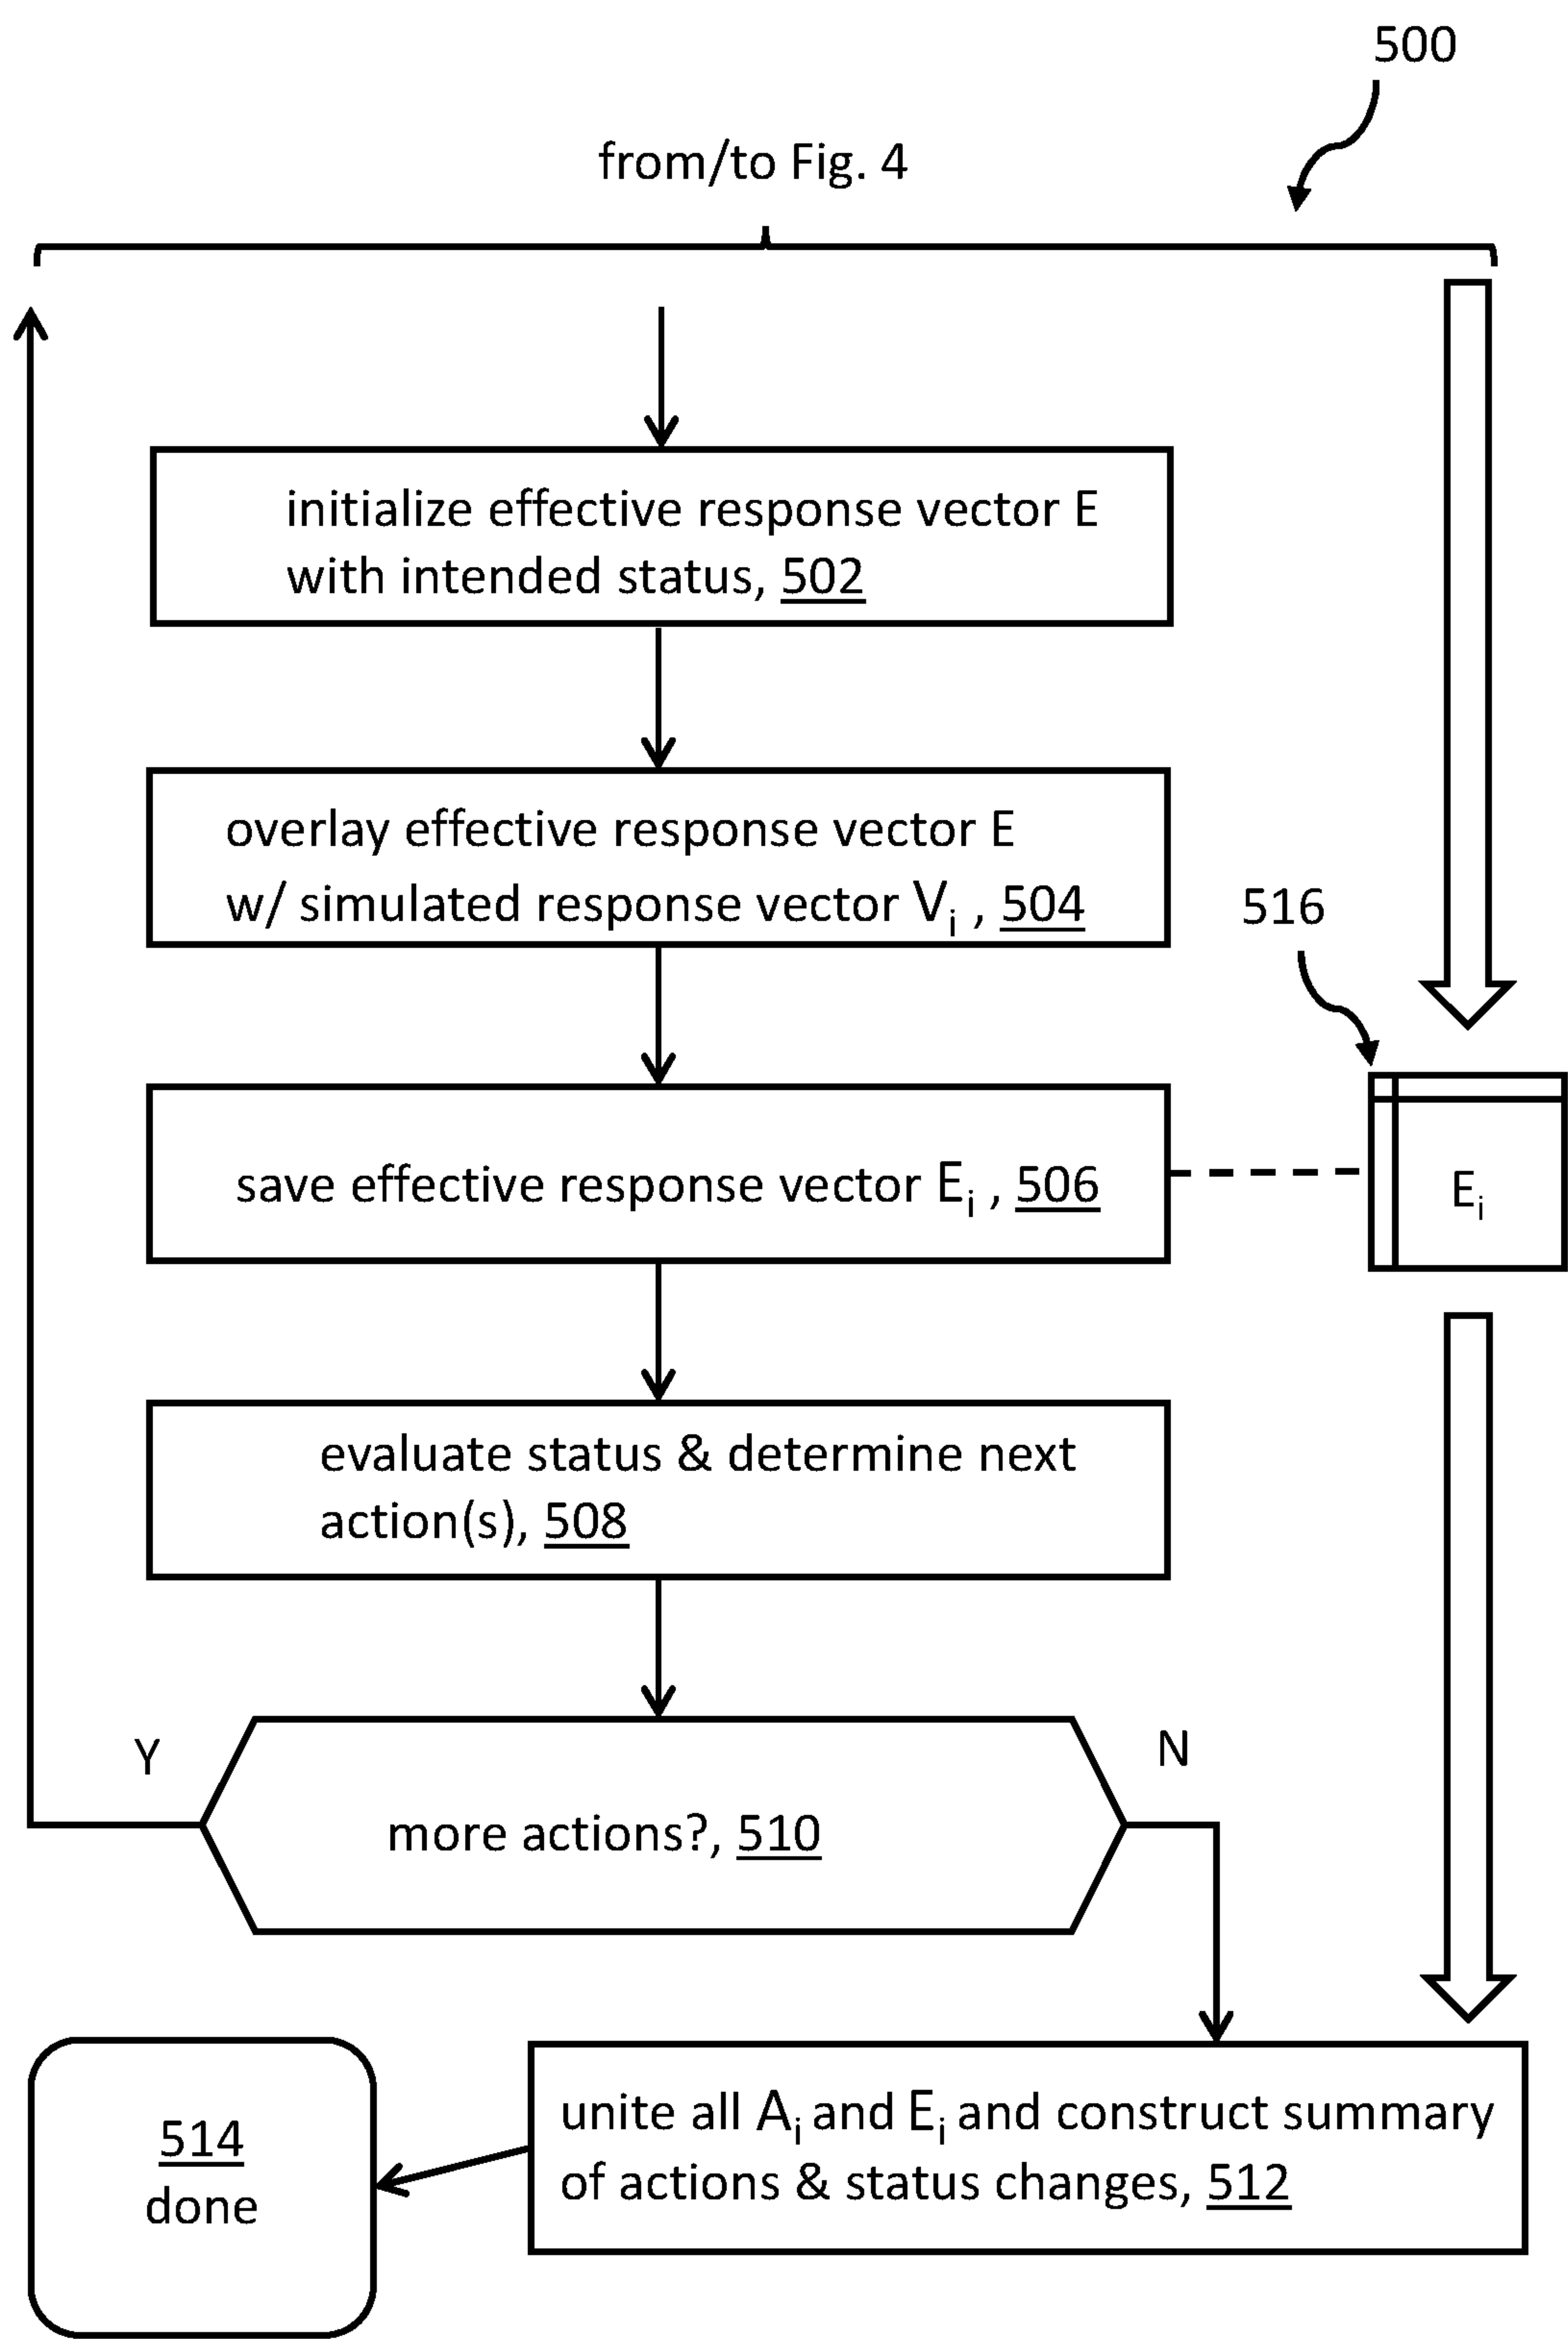 500
from/to Fig. 4
initialize effective response vector E
with intended status, 502
overlay effective response vector E
w/ simulated response vector Vi , 504
516
save effective response vector Ei , 506
Ei
evaluate status & determine next
action(s), 508
Y
N
more actions?, 510
unite all Ai and Ei and construct summary
of actions & status changes, 512
514
done